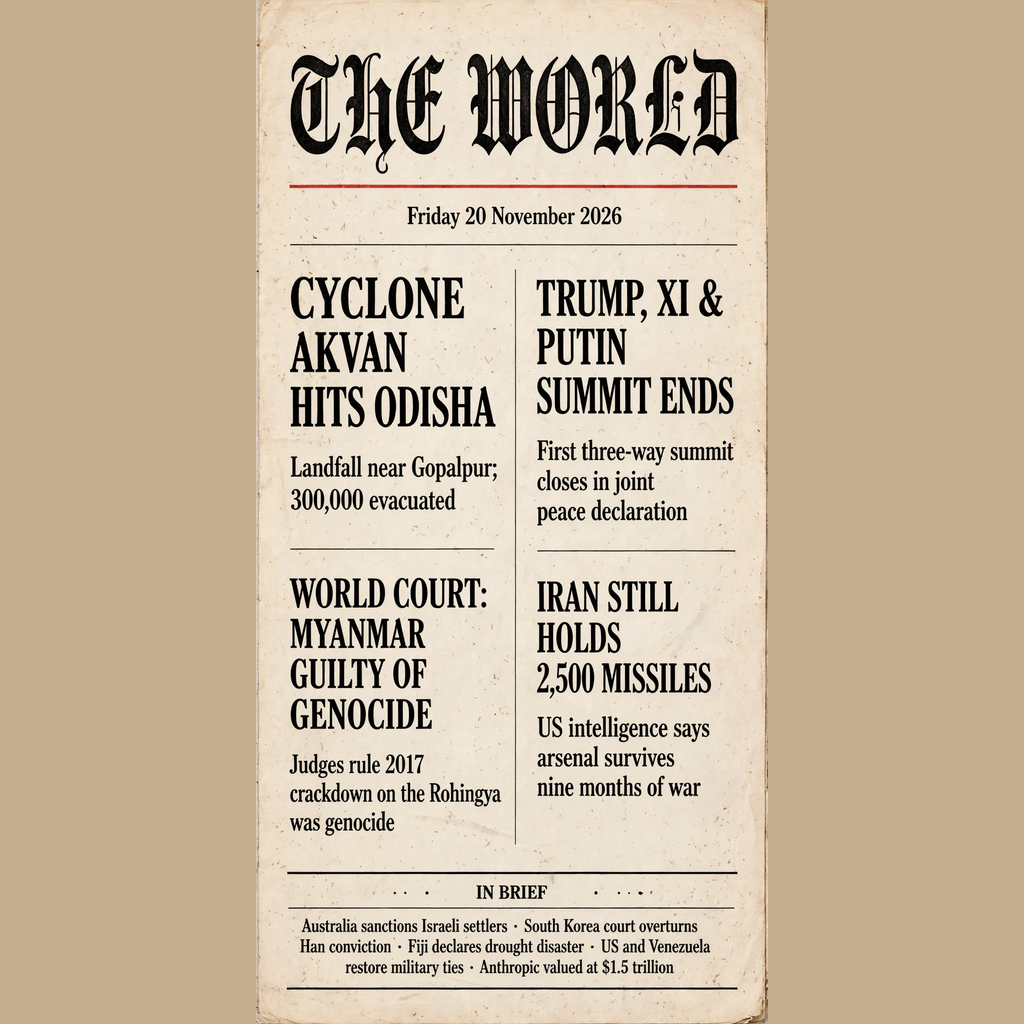 THE WORLD
Friday 20 November 2026
CYCLONE
AKVAN
HITS ODISHA
Landfall near Gopalpur;
300,000 evacuated
WORLD COURT:
MYANMAR
GUILTY OF
GENOCIDE
Judges rule 2017
crackdown on the Rohingya
was genocide
TRUMP, XI &
PUTIN
SUMMIT ENDS
First three-way summit
closes in joint
peace declaration
IRAN STILL
HOLDS
2,500 MISSILES
US intelligence says
arsenal survives
nine months of war
IN BRIEF
Australia sanctions Israeli settlers · South Korea court overturns
Han conviction · Fiji declares drought disaster · US and Venezuela
restore military ties · Anthropic valued at $1.5 trillion